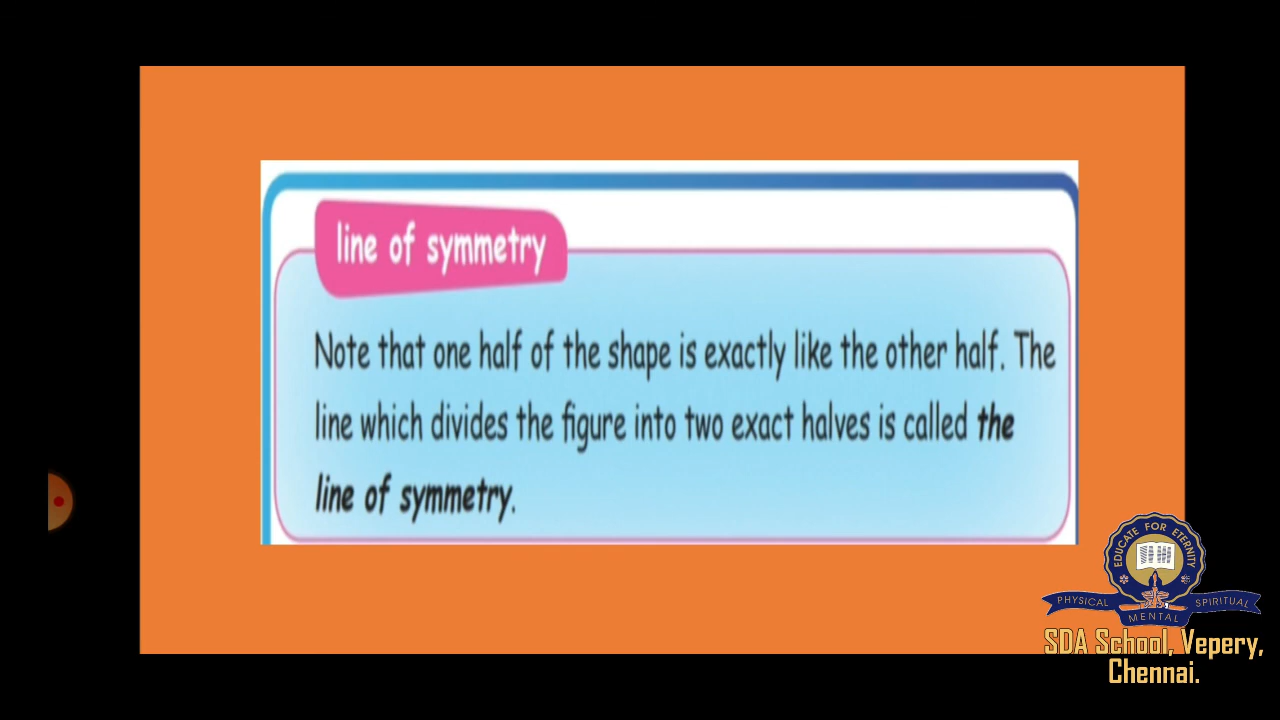 line of symmetry
Note that one half of the shape is exactly like the other half. The
line which divides the figure into two exact halves is called the
line of symmetry.
EDUCATE FOR ETERNITY
PHYSICAL
MENTAL
SPIRITUAL
SDA School, Vepery,
Chennai.